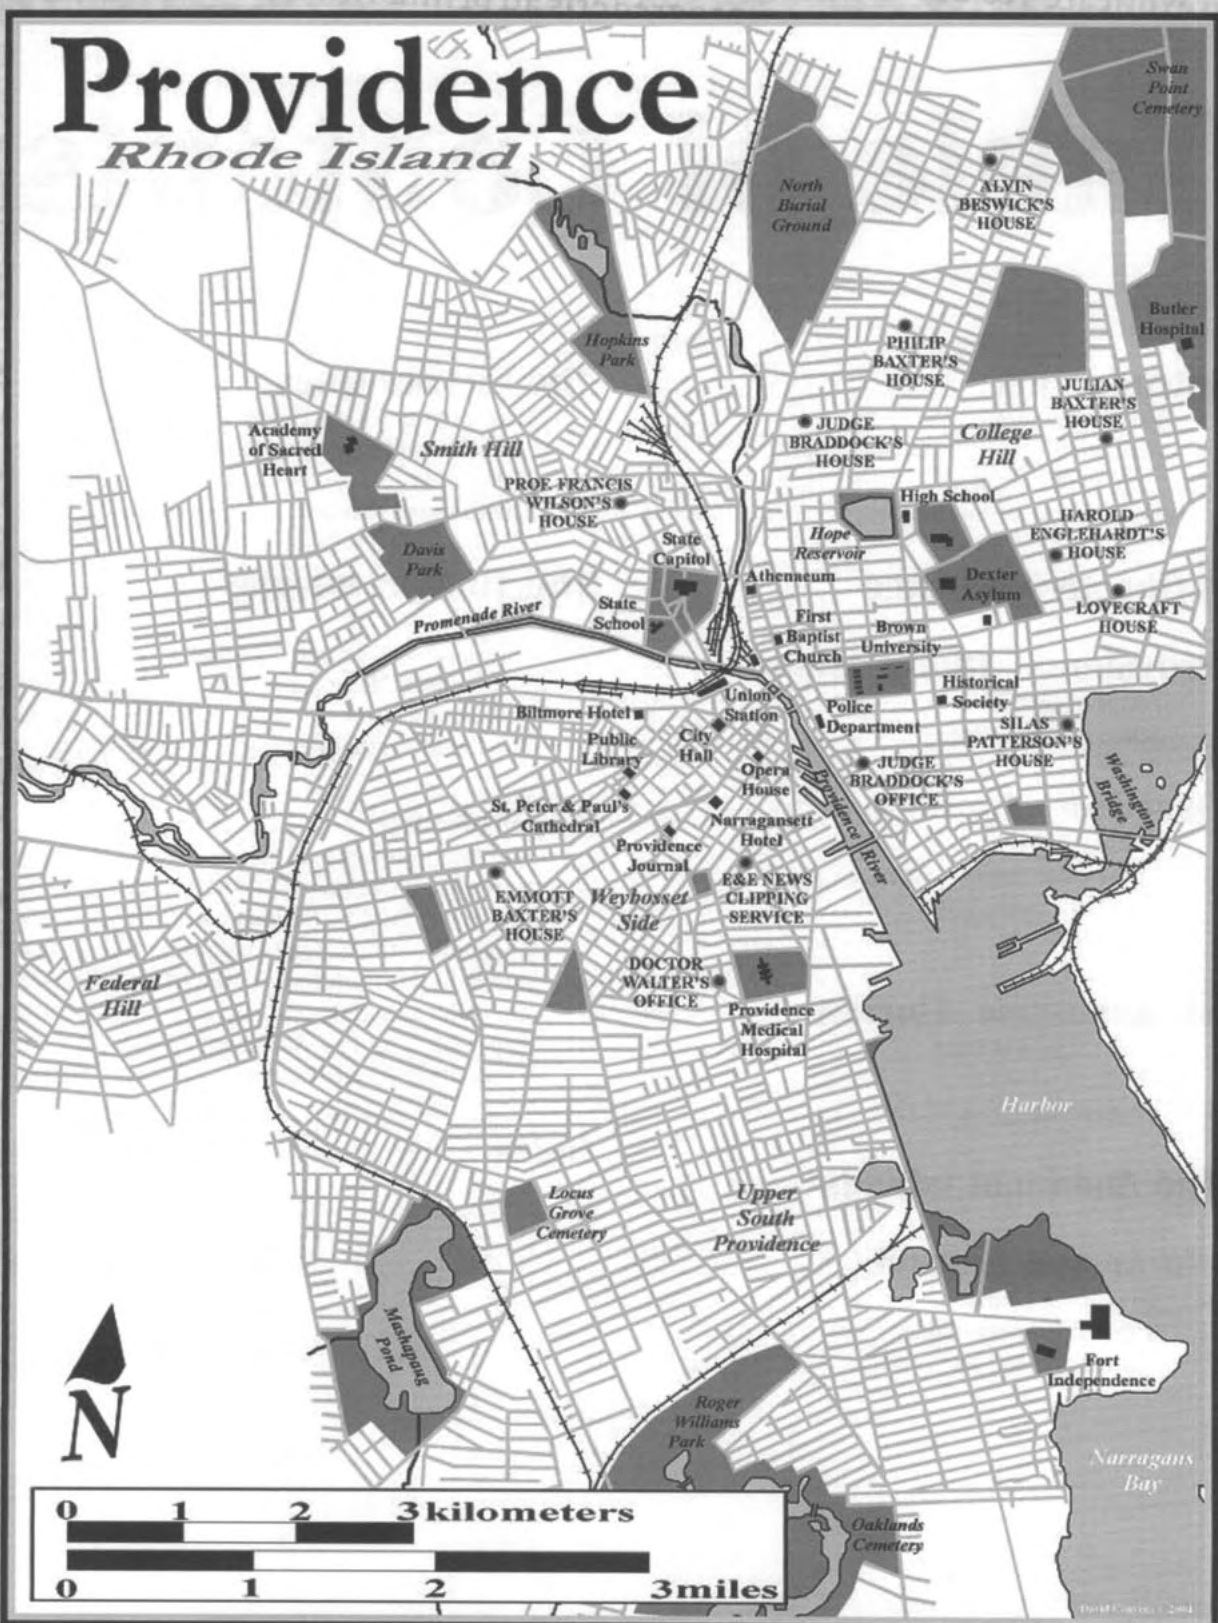 Providence
Rhode Island
Swan
Point
Cemetery
North
Burial
Ground
ALVIN
BESWICK'S
HOUSE
Butler
Hospital
Hopkins
Park
PHILIP
BAXTER'S
HOUSE
JULIAN
BAXTER'S
HOUSE
Academy
of Sacred
Heart
Smith Hill
JUDGE
BRADDOCK'S
HOUSE
College
Hill
PROF. FRANCIS
WILSON'S
HOUSE
High School
Hope
Reservoir
HAROLD
ENGLEHARDT'S
HOUSE
Davis
Park
State
Capitol
Athenaeum
Dexter
Asylum
LOVECRAFT
HOUSE
Promenade River
State
School
First
Baptist
Church
Brown
University
Historical
Society
Union
Station
Biltmore Hotel
Police
Department
Public
Library
City
Hall
SILAS
PATTERSON'S
HOUSE
Opera
House
JUDGE
BRADDOCK'S
OFFICE
Washington
Bridge
St. Peter & Paul's
Cathedral
Narragansett
Hotel
Providence
River
Providence
Journal
EMMOTT
BAXTER'S
HOUSE
Weybosset
Side
E&E NEWS
CLIPPING
SERVICE
Federal
Hill
DOCTOR
WALTER'S
OFFICE
Providence
Medical
Hospital
Harbor
Locus
Grove
Cemetery
Upper
South
Providence
Mashapaug
Pond
Fort
Independence
N
Roger
Williams
Park
Narragans
Bay
Oaklands
Cemetery
0 1 2 3 kilometers
0 1 2 3 miles